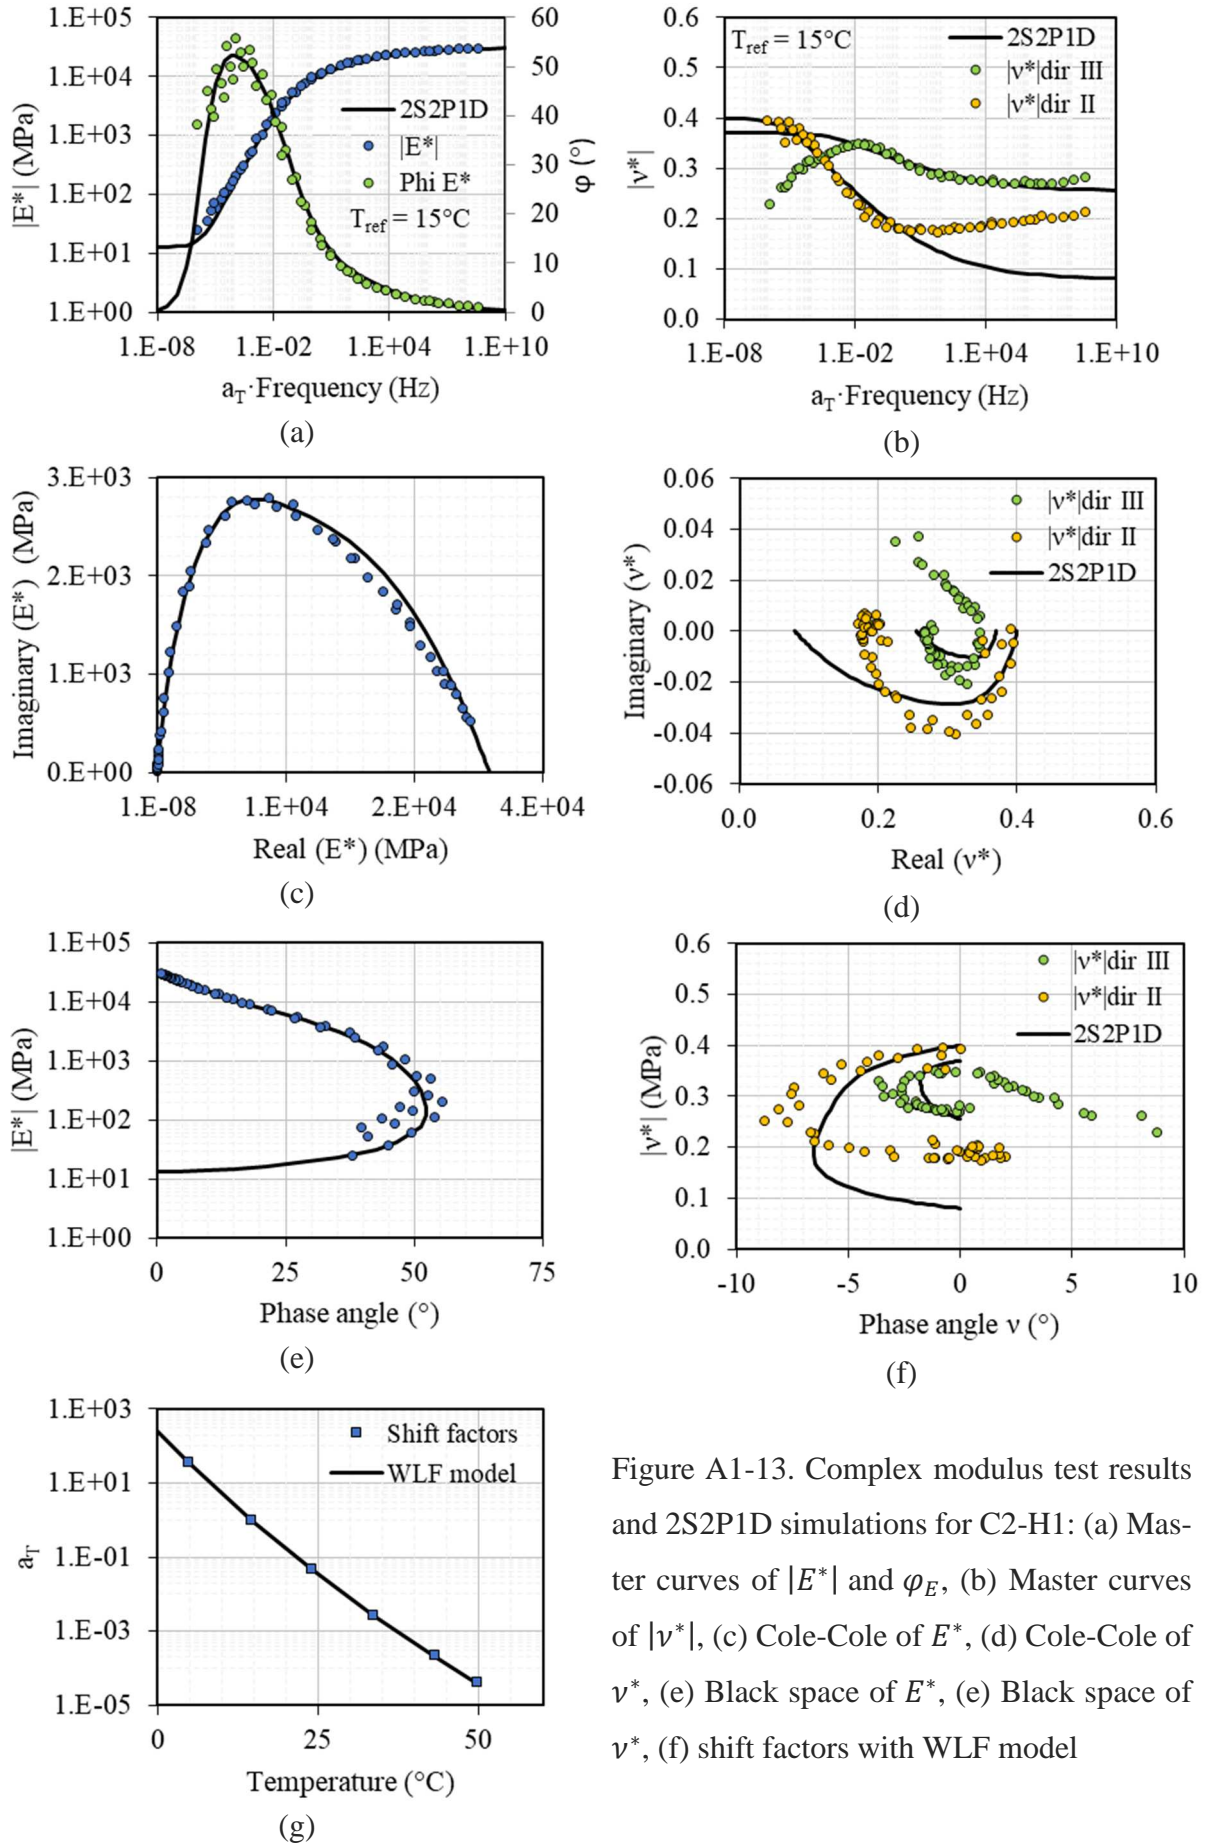 1.E+05
1.E+04
1.E+03
1.E+02
1.E+01
1.E+00
|E*| (MPa)
60
50
40
30
20
10
0
φ (°)
2S2P1D
|E*|
Phi E*
Tref = 15°C
1.E-08
1.E-02
1.E+04
1.E+10
aT·Frequency (Hz)
(a)
0.6
0.5
0.4
0.3
0.2
0.1
0.0
|ν*|
Tref = 15°C
2S2P1D
|ν*|dir III
|ν*|dir II
1.E-08
1.E-02
1.E+04
1.E+10
aT·Frequency (Hz)
(b)
3.E+03
2.E+03
1.E+03
0.E+00
Imaginary (E*) (MPa)
1.E-08
1.E+04
2.E+04
4.E+04
Real (E*) (MPa)
(c)
0.06
0.04
0.02
0.00
-0.02
-0.04
-0.06
Imaginary (ν*)
|ν*|dir III
|ν*|dir II
2S2P1D
0.0
0.2
0.4
0.6
Real (ν*)
(d)
1.E+05
1.E+04
1.E+03
1.E+02
1.E+01
1.E+00
|E*| (MPa)
0
25
50
75
Phase angle (°)
(e)
0.6
0.5
0.4
0.3
0.2
0.1
0.0
|ν*| (MPa)
|ν*|dir III
|ν*|dir II
2S2P1D
-10
-5
0
5
10
Phase angle ν (°)
(f)
1.E+03
1.E+01
1.E-01
1.E-03
1.E-05
aT
Shift factors
WLF model
0
25
50
Temperature (°C)
(g)
Figure A1-13. Complex modulus test results
and 2S2P1D simulations for C2-H1: (a) Mas-
ter curves of |E*| and φE, (b) Master curves
of |ν*|, (c) Cole-Cole of E*, (d) Cole-Cole of
ν*, (e) Black space of E*, (e) Black space of
ν*, (f) shift factors with WLF model